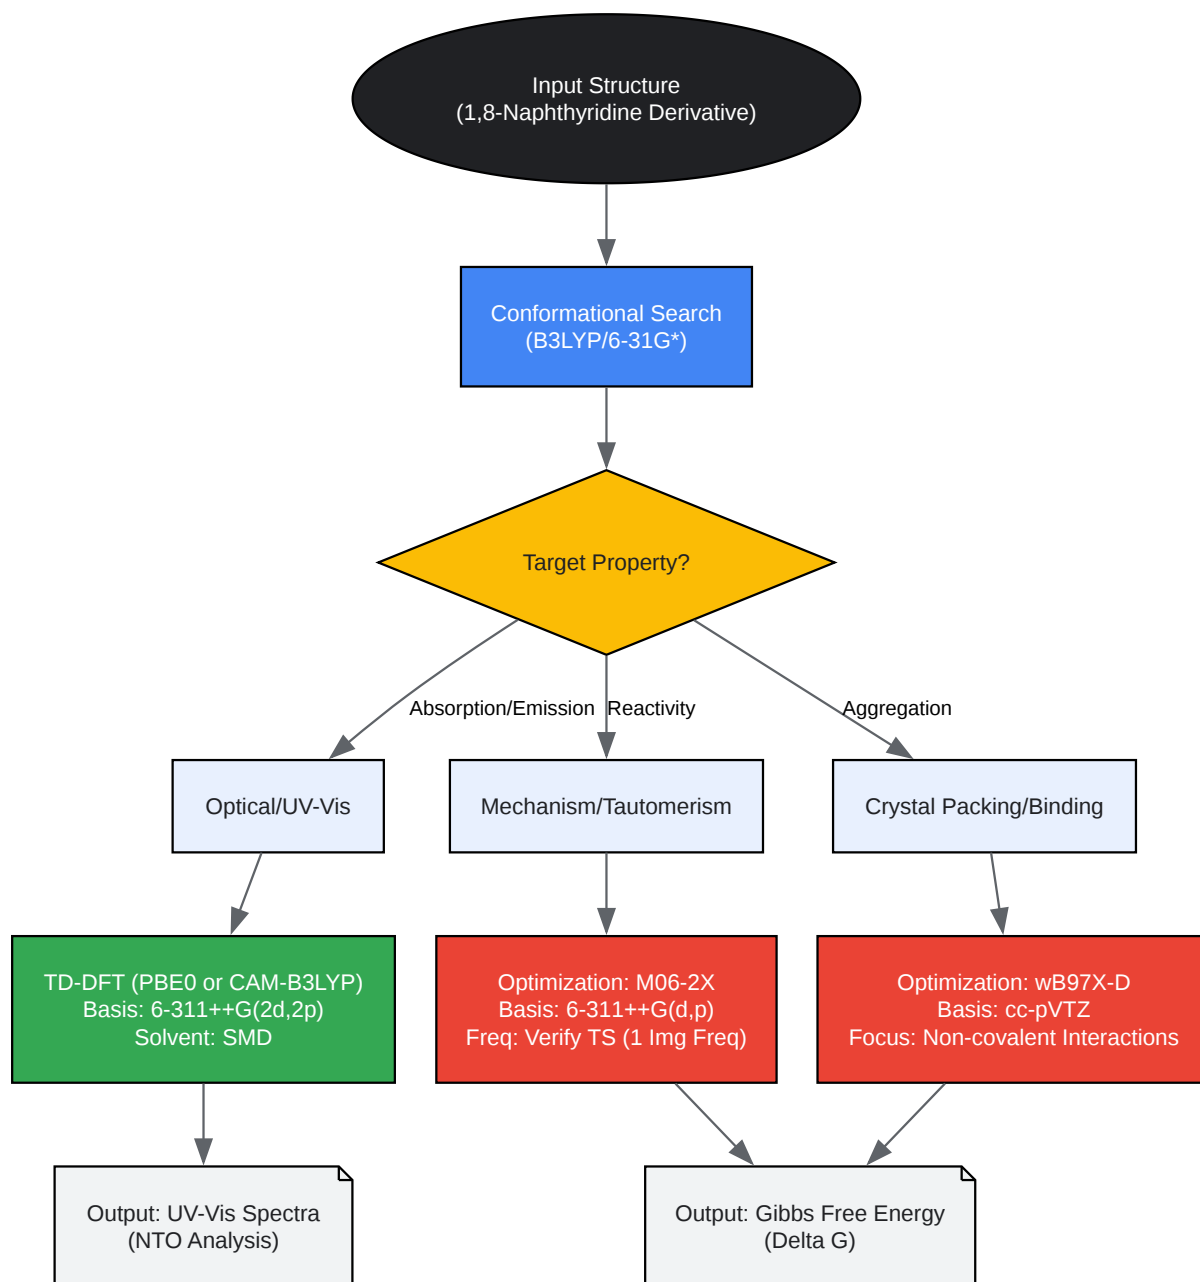 Input Structure
(1,8-Naphthyridine Derivative)
Conformational Search
(B3LYP/6-31G*)
Target Property?
Absorption/Emission
Reactivity
Aggregation
Optical/UV-Vis
Mechanism/Tautomerism
Crystal Packing/Binding
TD-DFT (PBE0 or CAM-B3LYP)
Basis: 6-311++G(2d,2p)
Solvent: SMD
Optimization: M06-2X
Basis: 6-311++G(d,p)
Freq: Verify TS (1 Img Freq)
Optimization: wB97X-D
Basis: cc-pVTZ
Focus: Non-covalent Interactions
Output: UV-Vis Spectra
(NTO Analysis)
Output: Gibbs Free Energy
(Delta G)